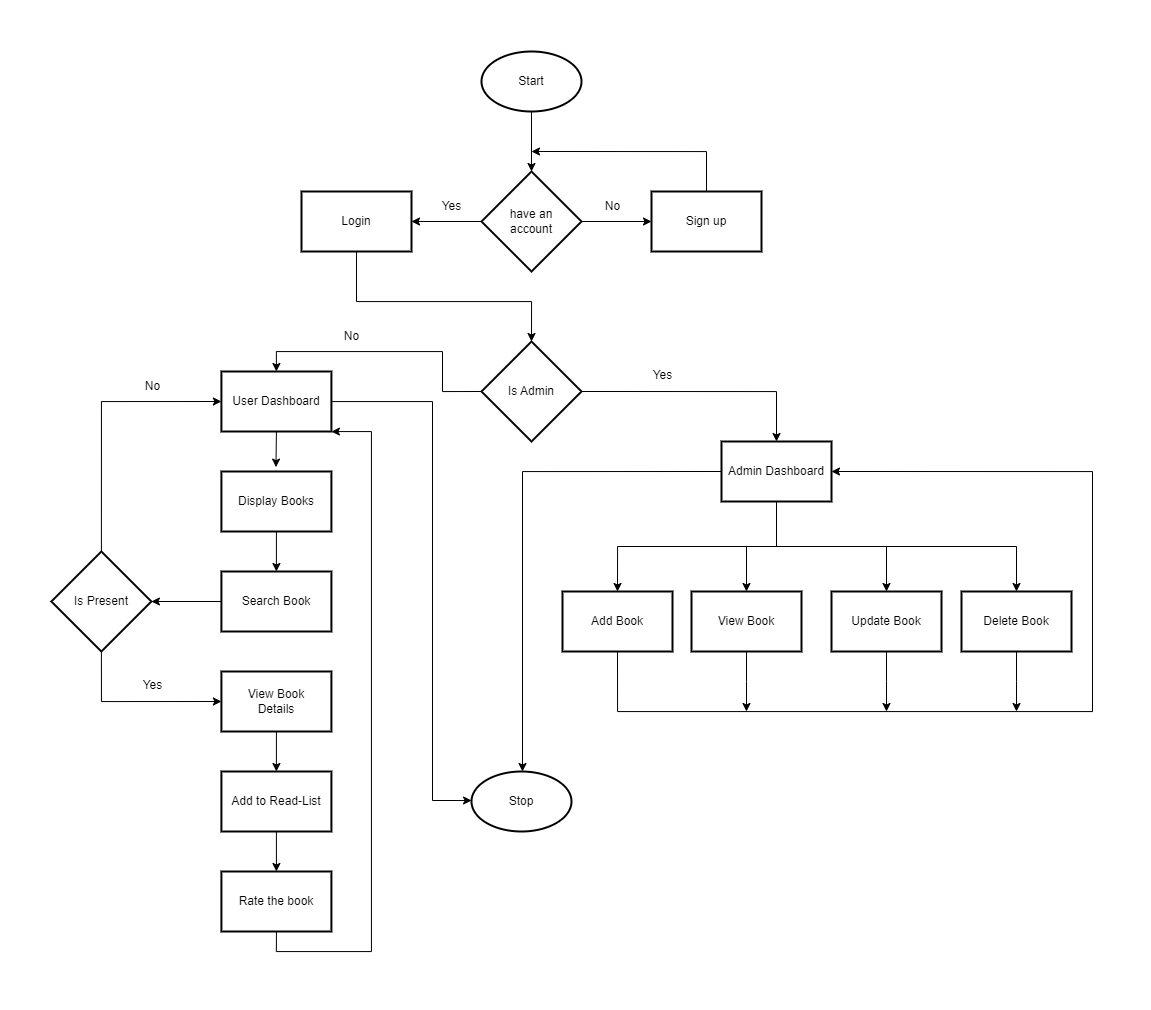 Start
have an
account
Yes
Login
No
Sign up
Is Admin
No
Yes
User Dashboard
No
Admin Dashboard
Display Books
Search Book
Is Present
Add Book
View Book
Update Book
Delete Book
Yes
View Book
Details
Add to Read-List
Stop
Rate the book